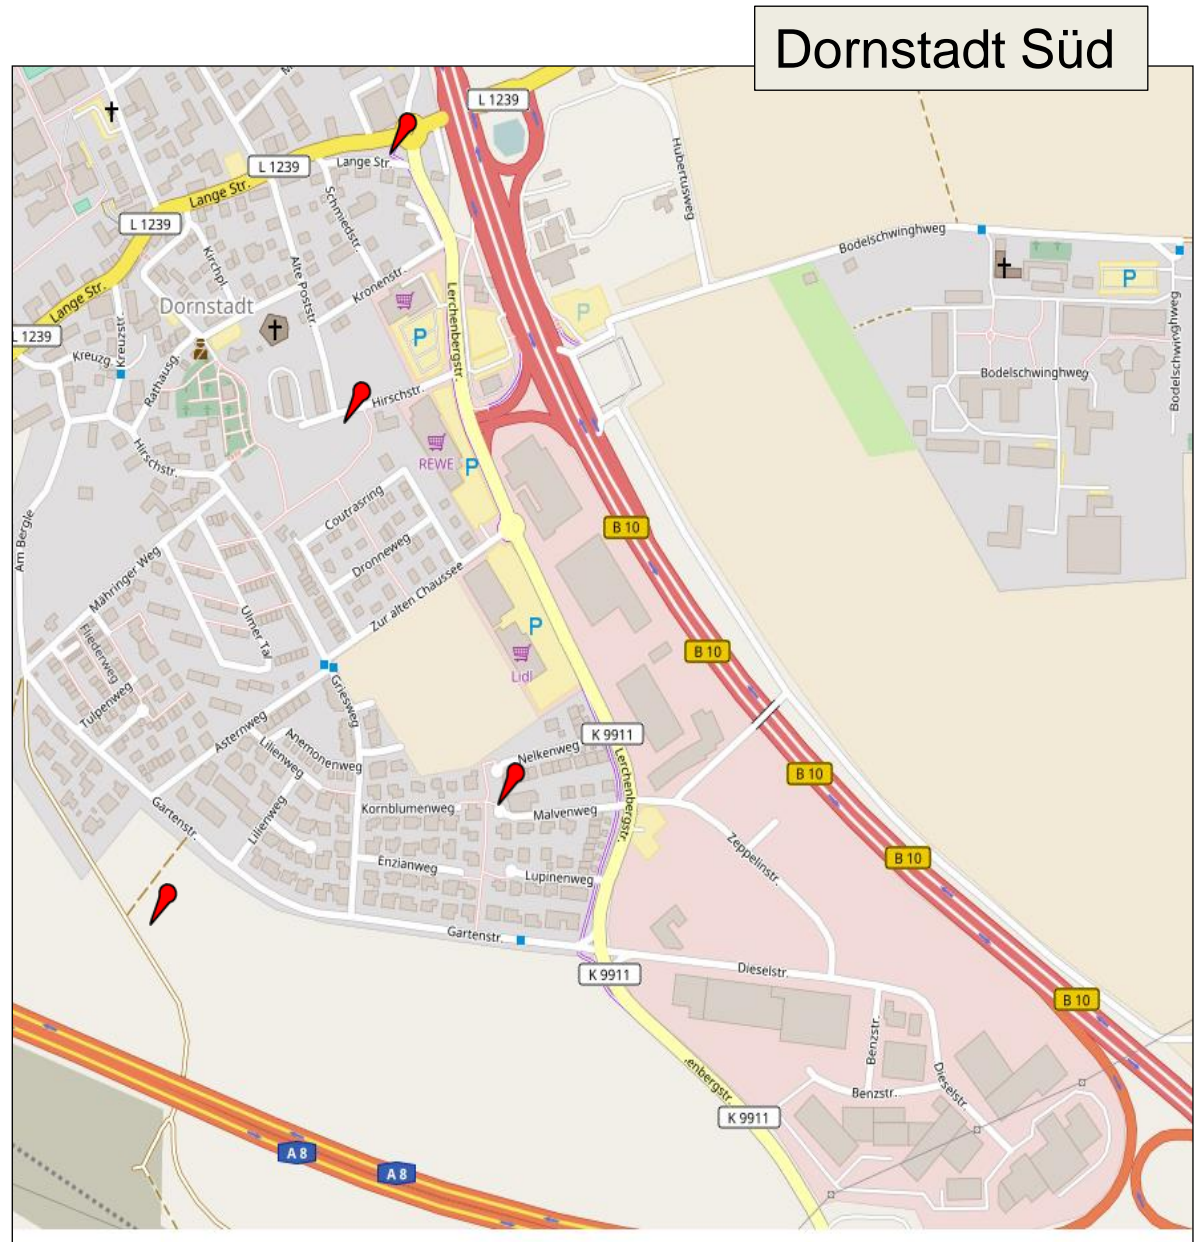 Dornstadt Süd
L 1239
L 1239
Lange Str.
Lange Str.
Hubertusweg
Schmiedstr.
L 1239
Kirchpl.
Bodelschwinghweg
Alte Poststr.
Kronenstr.
P
Lange Str.
Dornstadt
Lerchenbergstr.
P
Bodelschwinghweg
L 1239
Kreuzstr.
P
Kreuzg.
Rathausg.
Bodelschwinghweg
Hirschstr.
Hirschstr.
REWE
P
Coutrasring
Am Bergle
B 10
Dronneweg
Mähringer Weg
Zur alten Chaussee
Ulmer Tal
P
Fliederweg
B 10
Lidl
Tulpenweg
Griesweg
Asternweg
K 9911
Anemonenweg
Lilienweg
Nelkenweg
B 10
Lerchenbergstr.
Kornblumenweg
Malvenweg
Gartenstr.
Lilienweg
Zeppelinstr.
B 10
Enzianweg
Lupinenweg
Gartenstr.
K 9911
Dieselstr.
B 10
Benzstr.
enbergstr.
Dieselstr.
Benzstr.
K 9911
A 8
A 8